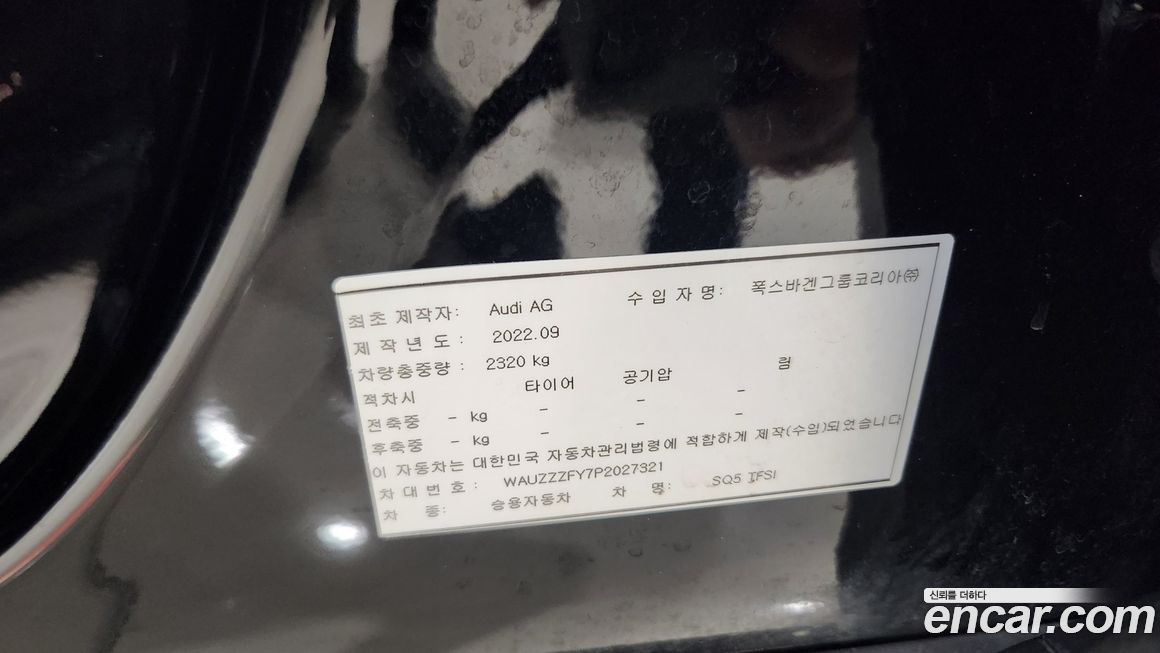 최초 제작자: Audi AG 수 입 자 명: 폭스바겐그룹코리아㈜
제 작 년 도 : 2022.09
차량총중량 : 2320 kg
적차시 타이어 공기압 림
전축중 - kg - - -
후축중 - kg - - -
이 자동차는 대한민국 자동차관리법령에 적합하게 제작(수입)되었습니다
차 대 번 호 : WAUZZZFY7P2027321
차 종: 승용자동차 차 명: SQ5 TFSI
신뢰를 더하다
encar.com